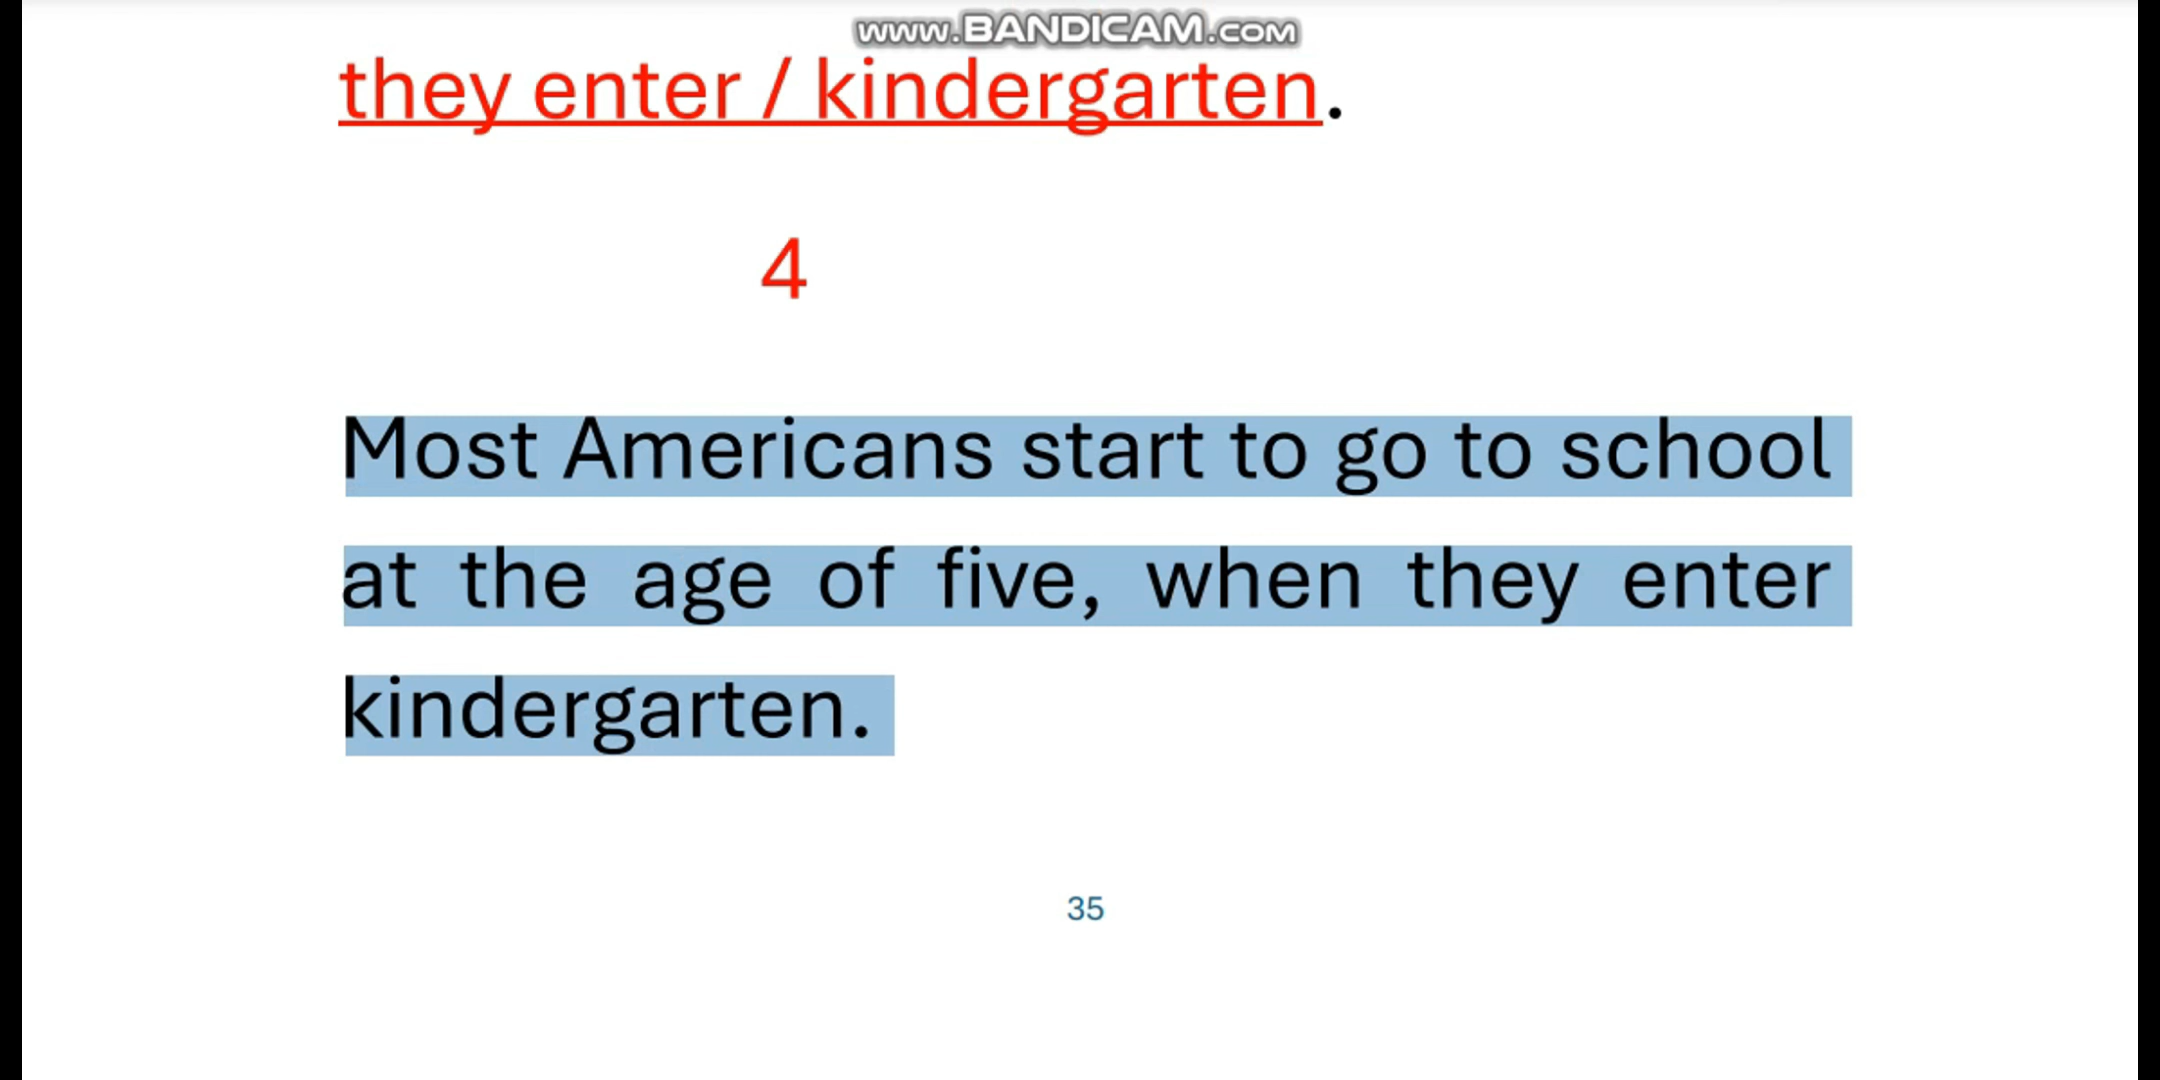 www.BANDICAM.com
they enter / kindergarten.
4
Most Americans start to go to school
at the age of five, when they enter
kindergarten.
35